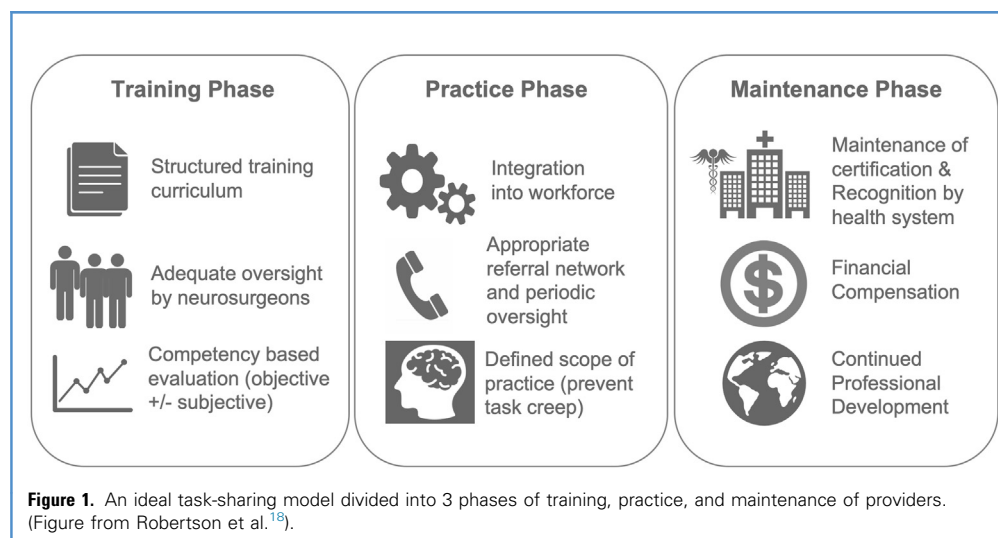 Training Phase
Structured training
curriculum
Adequate oversight
by neurosurgeons
Competency based
evaluation (objective
+/- subjective)
Practice Phase
Integration
into workforce
Appropriate
referral network
and periodic
oversight
Defined scope of
practice (prevent
task creep)
Maintenance Phase
Maintenance of
certification &
Recognition by
health system
Financial
Compensation
Continued
Professional
Development
Figure 1. An ideal task-sharing model divided into 3 phases of training, practice, and maintenance of providers.
(Figure from Robertson et al.18).